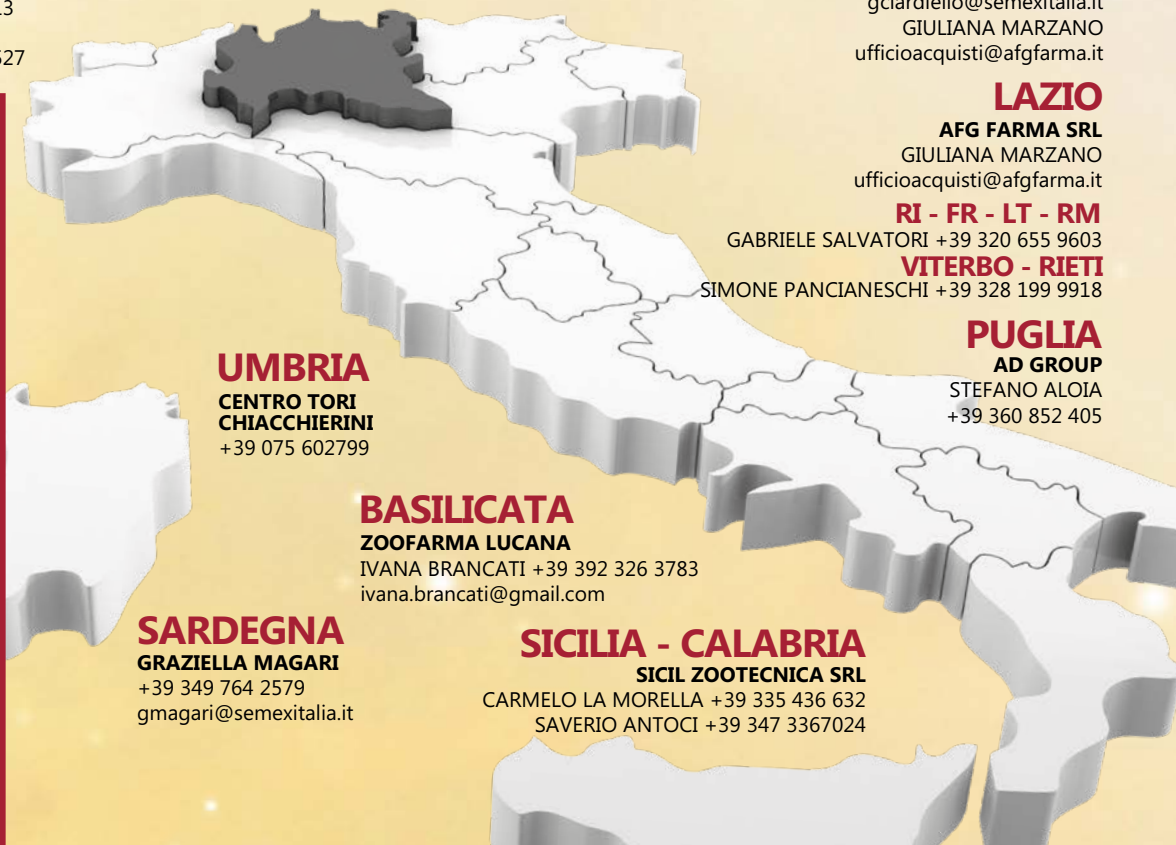 13
527
gciardiello@semexitalia.it
GIULIANA MARZANO
ufficioacquisti@afgfarma.it
LAZIO
AFG FARMA SRL
GIULIANA MARZANO
ufficioacquisti@afgfarma.it
RI - FR - LT - RM
GABRIELE SALVATORI +39 320 655 9603
VITERBO - RIETI
SIMONE PANCIANESCHI +39 328 199 9918
PUGLIA
AD GROUP
STEFANO ALOIA
+39 360 852 405
UMBRIA
CENTRO TORI
CHIACCHIERINI
+39 075 602799
BASILICATA
ZOOFARMA LUCANA
IVANA BRANCATI +39 392 326 3783
ivana.brancati@gmail.com
SARDEGNA
GRAZIELLA MAGARI
+39 349 764 2579
gmagari@semexitalia.it
SICILIA - CALABRIA
SICIL ZOOTECNICA SRL
CARMELO LA MORELLA +39 335 436 632
SAVERIO ANTOCI +39 347 3367024